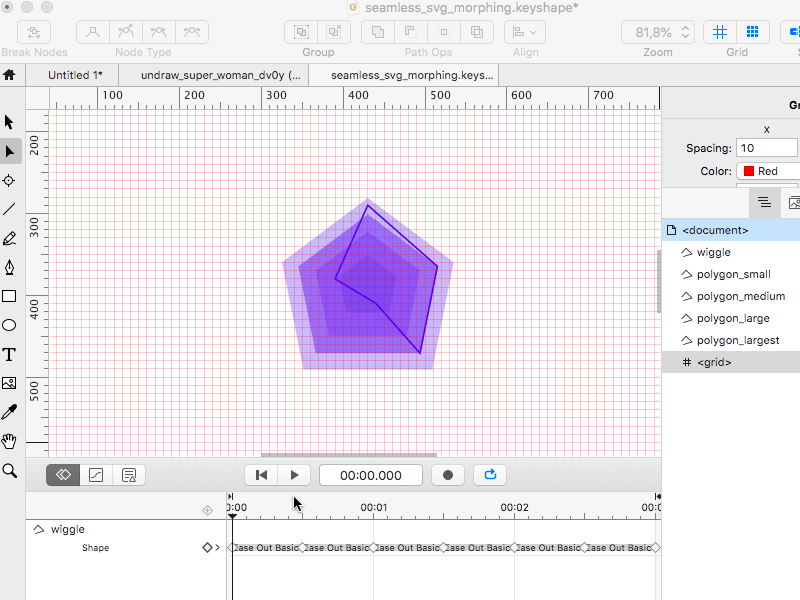 seamless_svg_morphing.keyshape*
81,8%
Break Nodes
Node Type
Group
Path Ops
Align
Zoom
Grid
Untitled 1*
undraw_super_woman_dv0y (...
seamless_svg_morphing.keys...
100
200
300
400
500
600
700
200
300
400
500
Gr
X
Spacing:
10
Color:
Red
<document>
wiggle
polygon_small
polygon_medium
polygon_large
polygon_largest
<grid>
00:00.000
0:00
00:01
00:02
00:0
wiggle
Shape
Ease Out Basic
Ease Out Basic
Ease Out Basic
Ease Out Basic
Ease Out Basic
Ease Out Basic